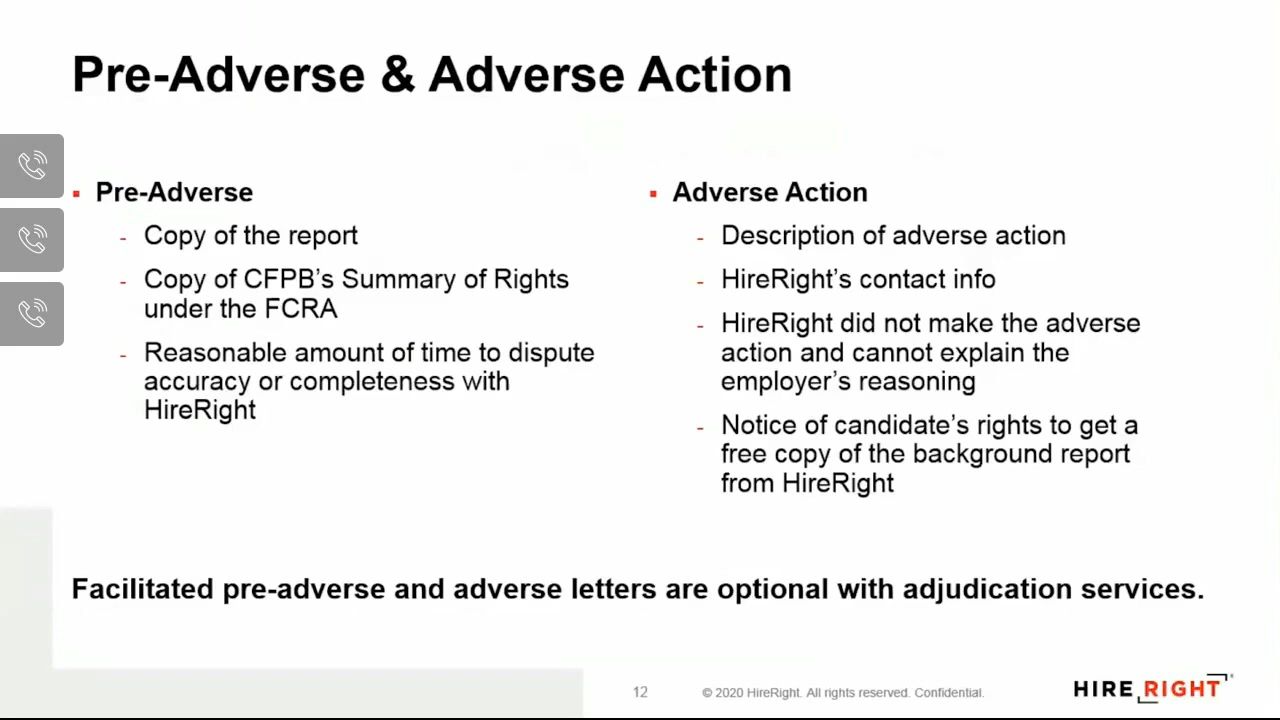 Pre-Adverse & Adverse Action
▪ Pre-Adverse
- Copy of the report
- Copy of CFPB's Summary of Rights
under the FCRA
- Reasonable amount of time to dispute
accuracy or completeness with
HireRight
▪ Adverse Action
- Description of adverse action
- HireRight's contact info
- HireRight did not make the adverse
action and cannot explain the
employer's reasoning
- Notice of candidate's rights to get a
free copy of the background report
from HireRight
Facilitated pre-adverse and adverse letters are optional with adjudication services.
12
© 2020 HireRight. All rights reserved. Confidential.
HIRE RIGHT